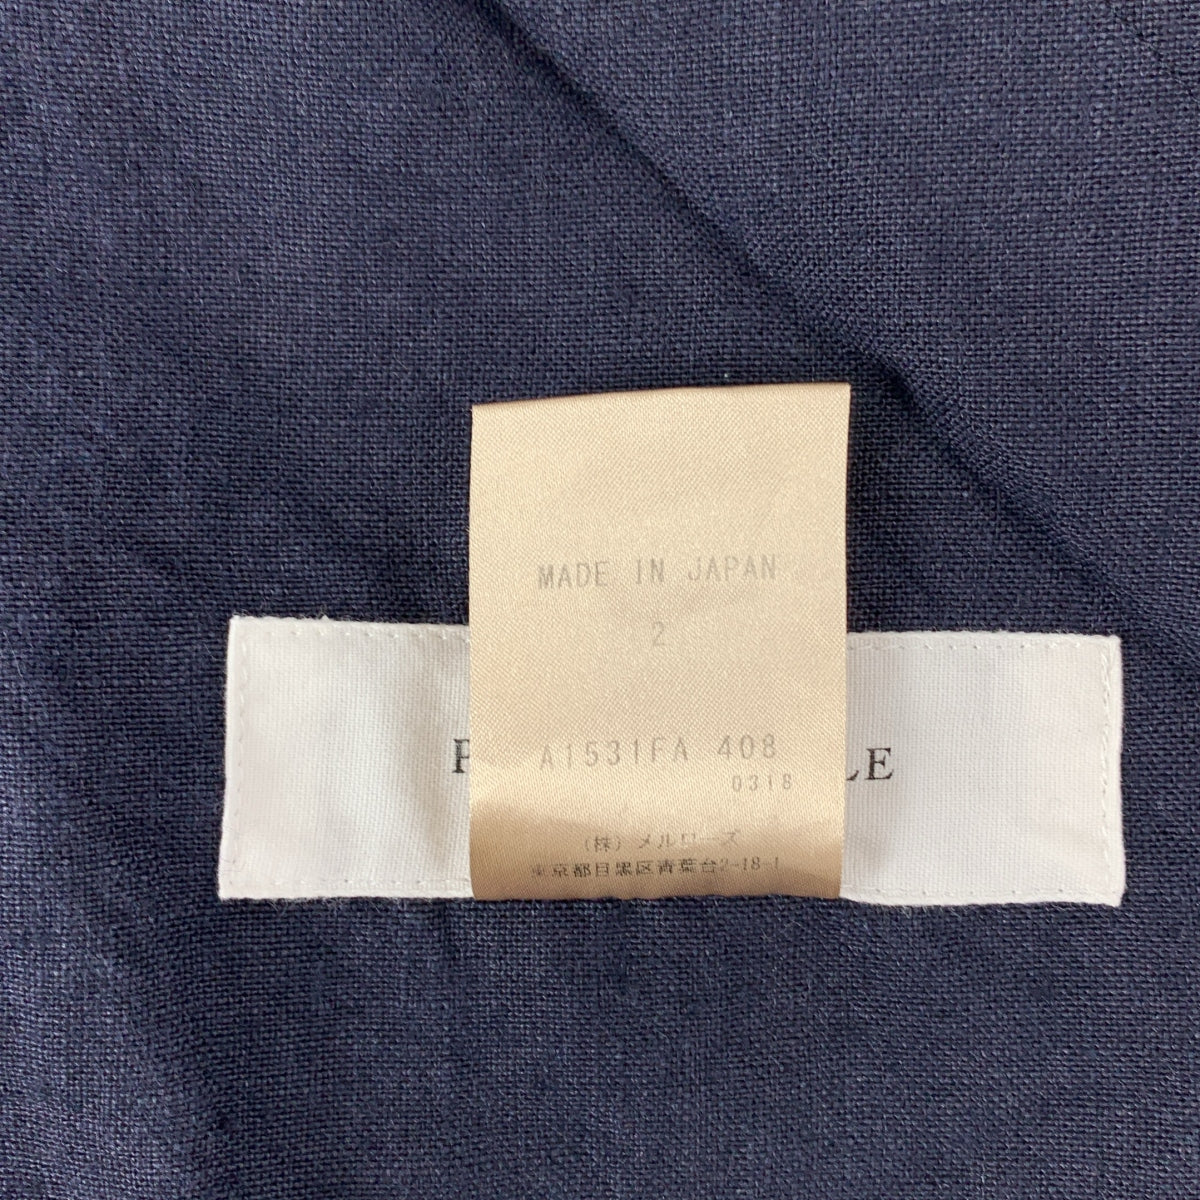 MADE IN JAPAN
2
P LE
A1531FA 408
0318
(株) メルローズ
東京都目黒区青葉台2-18-1